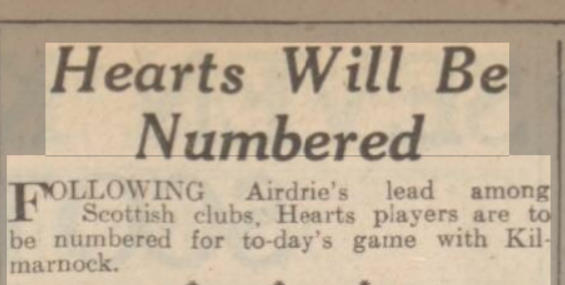 Hearts Will Be
Numbered
FOLLOWING Airdrie's lead among
Scottish clubs, Hearts players are to
be numbered for to-day's game with Kil-
marnock.